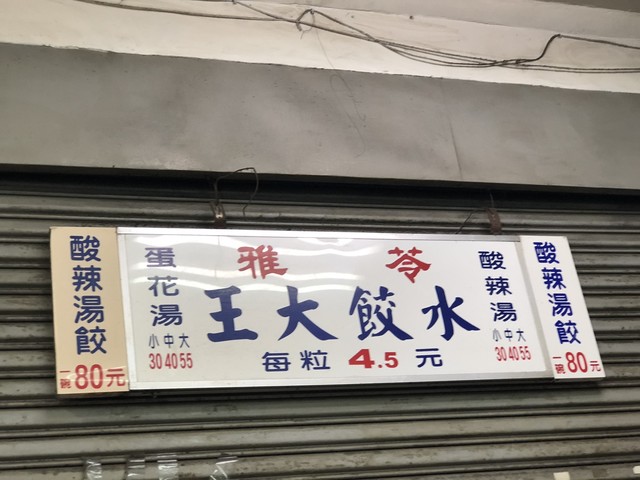 酸辣湯餃
一碗80元
蛋花湯
小中大
30 40 55
雅 苓
王大餃水
每粒 4.5 元
酸辣湯
小中大
30 40 55
酸辣湯餃
一碗80元